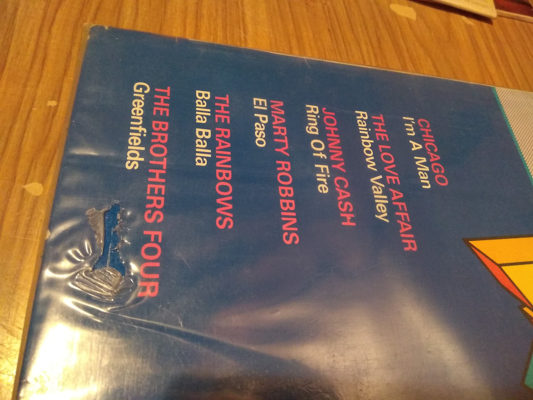 CHICAGO
I'm A Man
THE LOVE AFFAIR
Rainbow Valley
JOHNNY CASH
Ring Of Fire
MARTY ROBBINS
El Paso
THE RAINBOWS
Balla Balla
THE BROTHERS FOUR
Greenfields